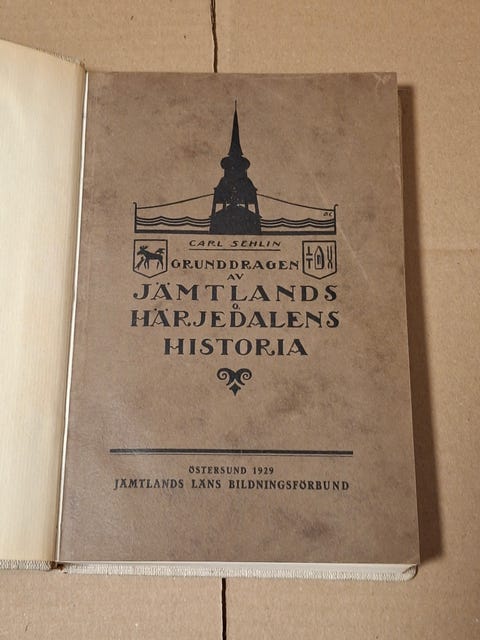 CARL SEHLIN
GRUNDDRAGEN
AV
JÄMTLANDS
O.
HÄRJEDALENS
HISTORIA
ÖSTERSUND 1929
JÄMTLANDS LÄNS BILDNINGSFÖRBUND